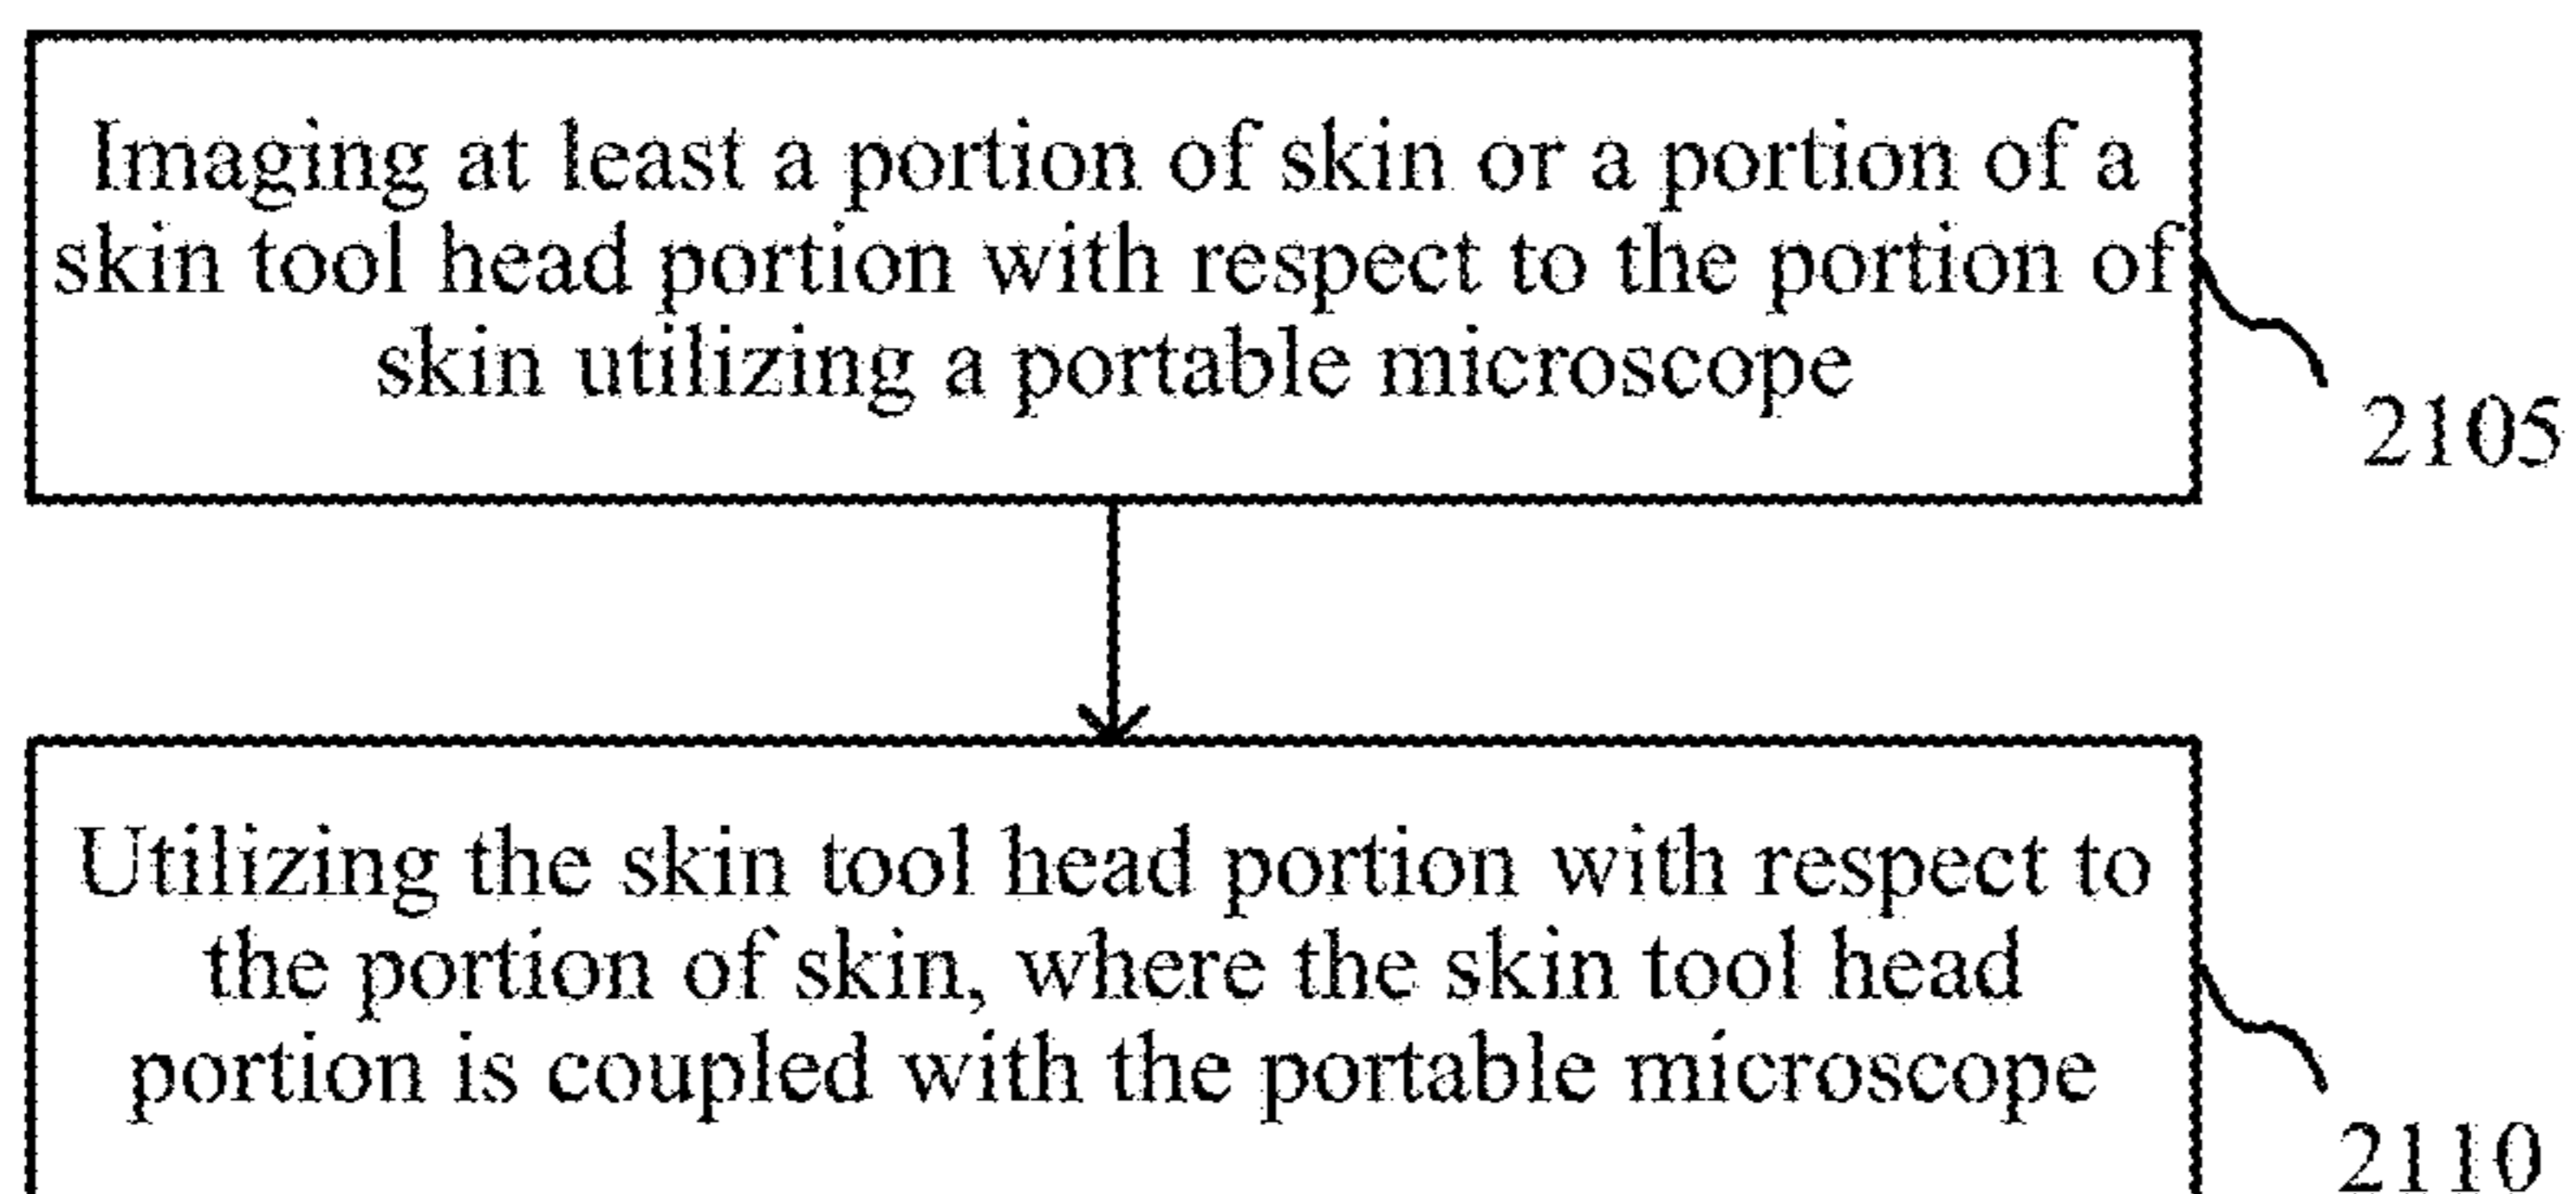 Imaging at least a portion of skin or a portion of a
skin tool head portion with respect to the portion of
skin utilizing a portable microscope
2105
Utilizing the skin tool head portion with respect to
the portion of skin, where the skin tool head
portion is coupled with the portable microscope
2110